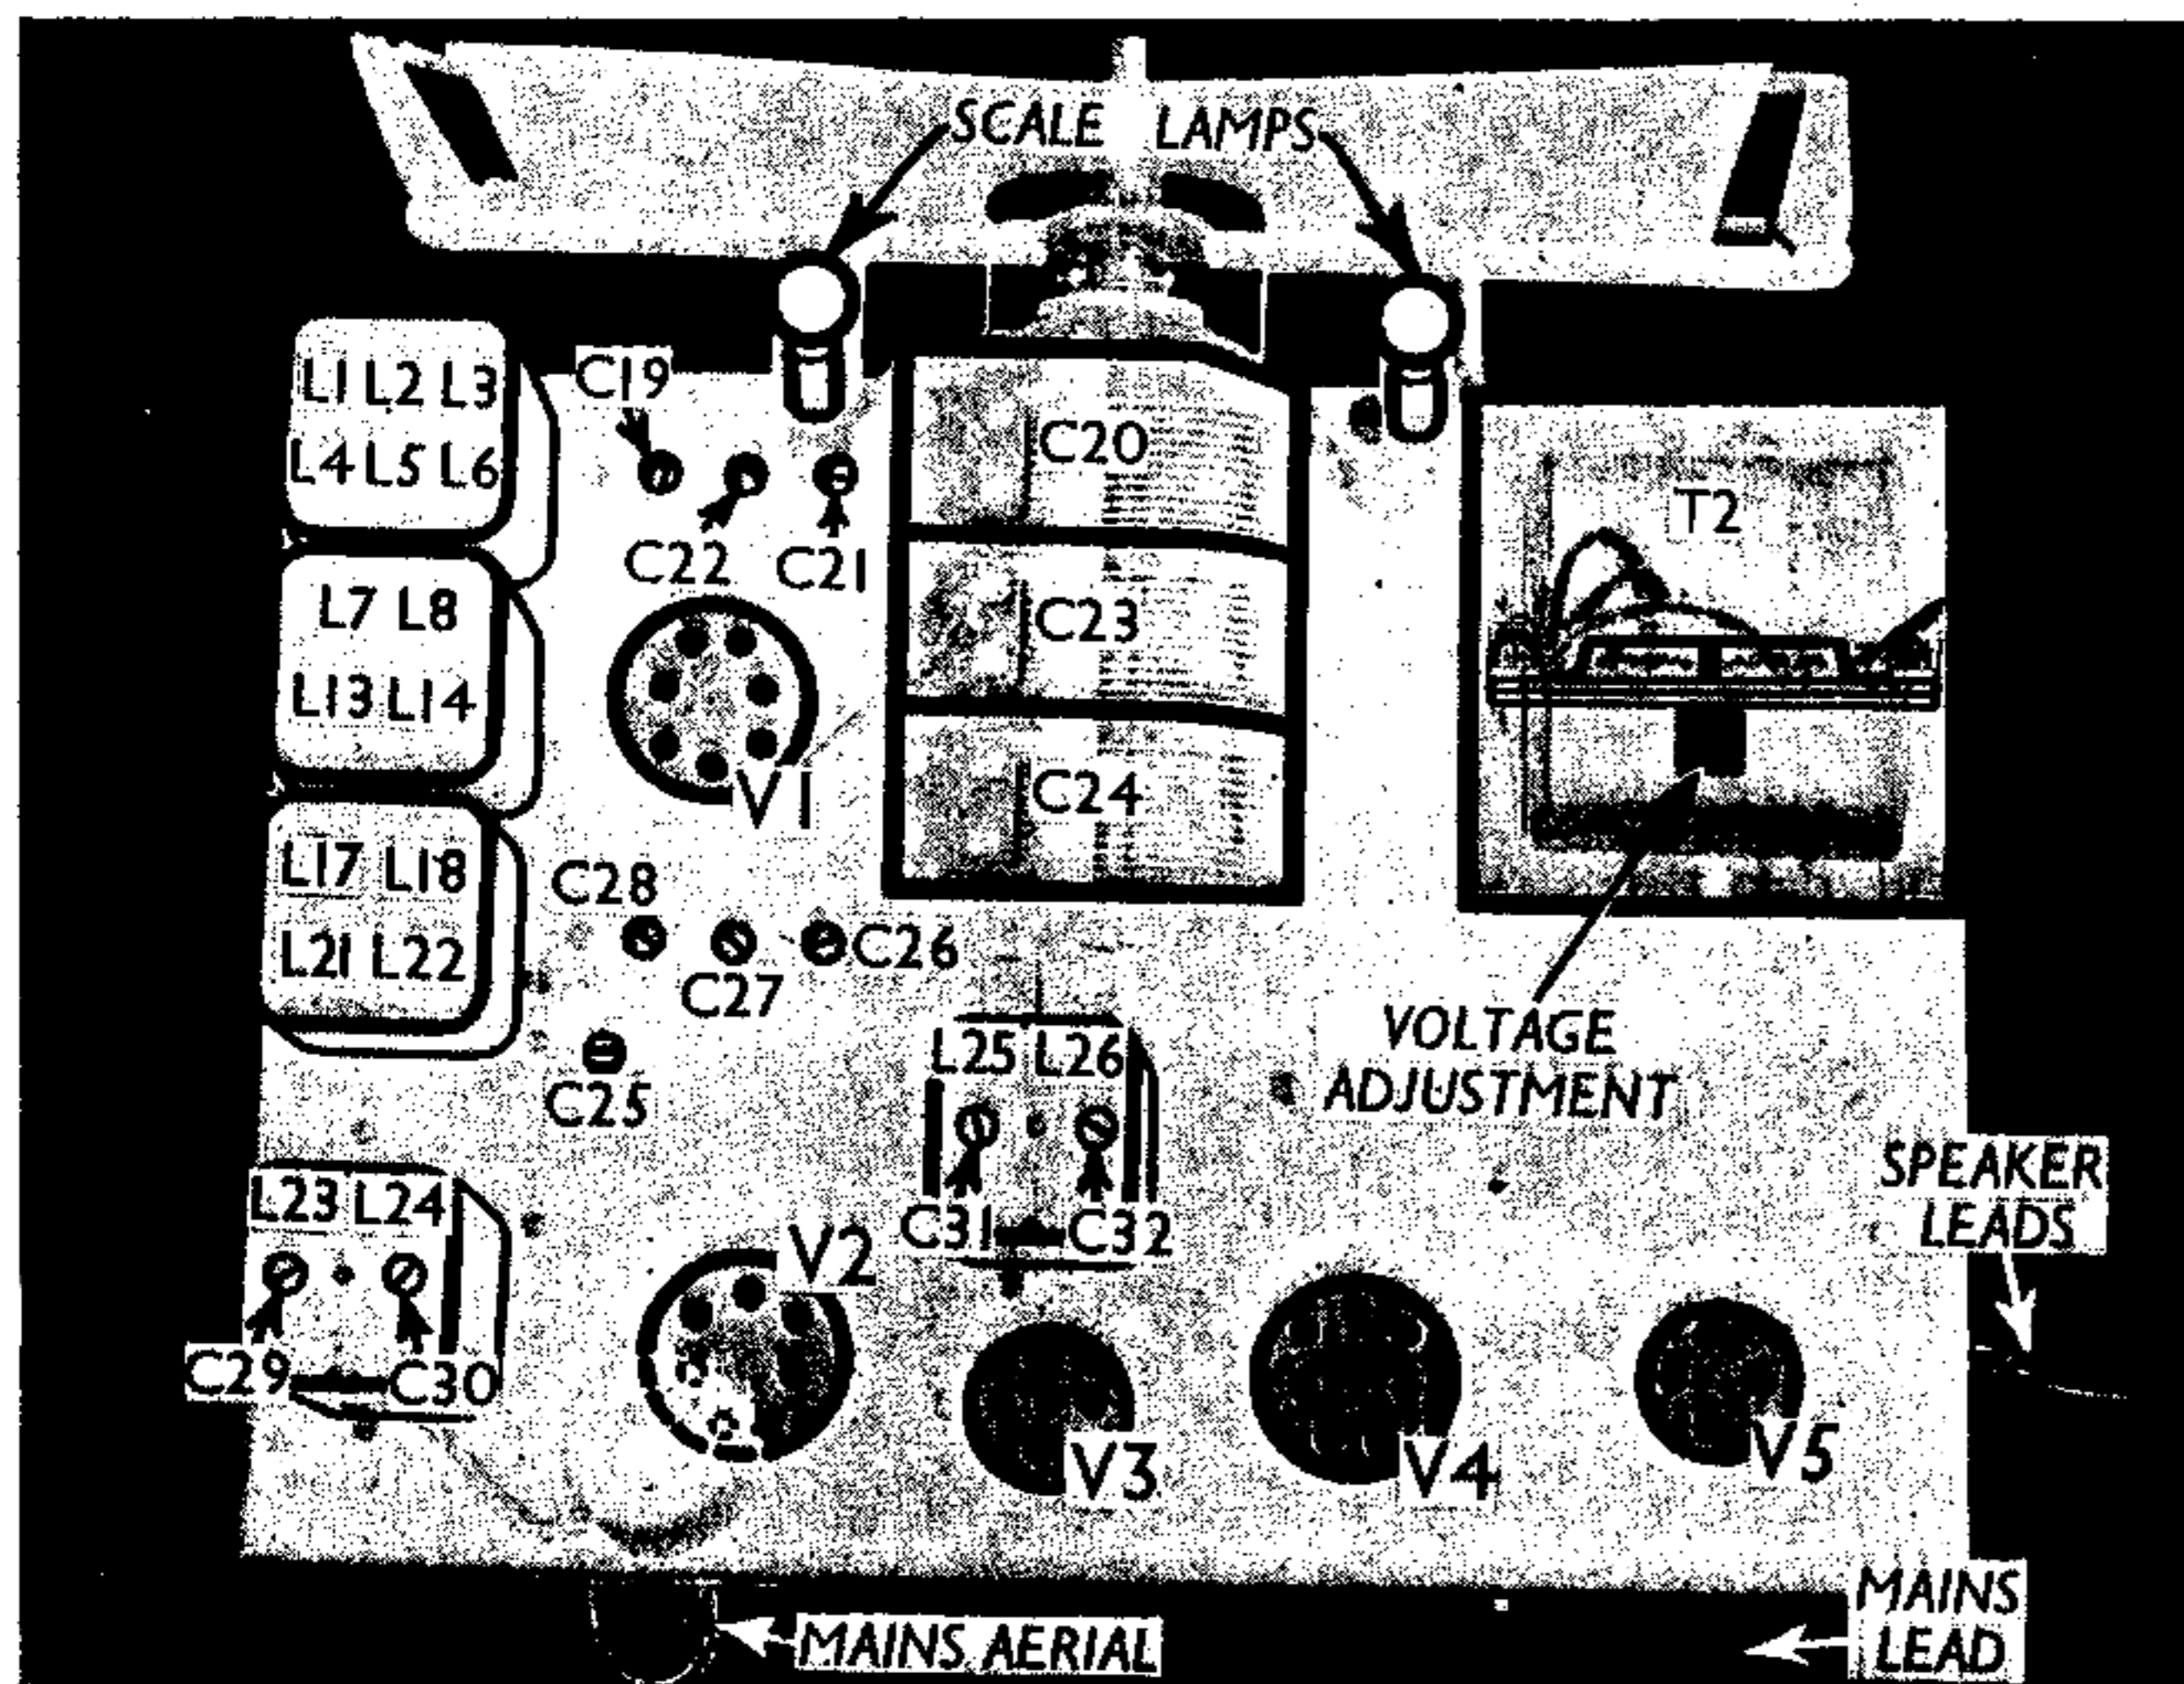 SCALE LAMPS
L1 L2 L3
L4 L5 L6
C19
C20
T2
C22
C21
L7 L8
L13 L14
C23
V1
C24
L17 L18
L21 L22
C28
C27
C26
C25
L25 L26
VOLTAGE
ADJUSTMENT
C31
C32
SPEAKER
LEADS
L23 L24
C29
C30
V2
V3
V4
V5
MAINS AERIAL
MAINS
LEAD